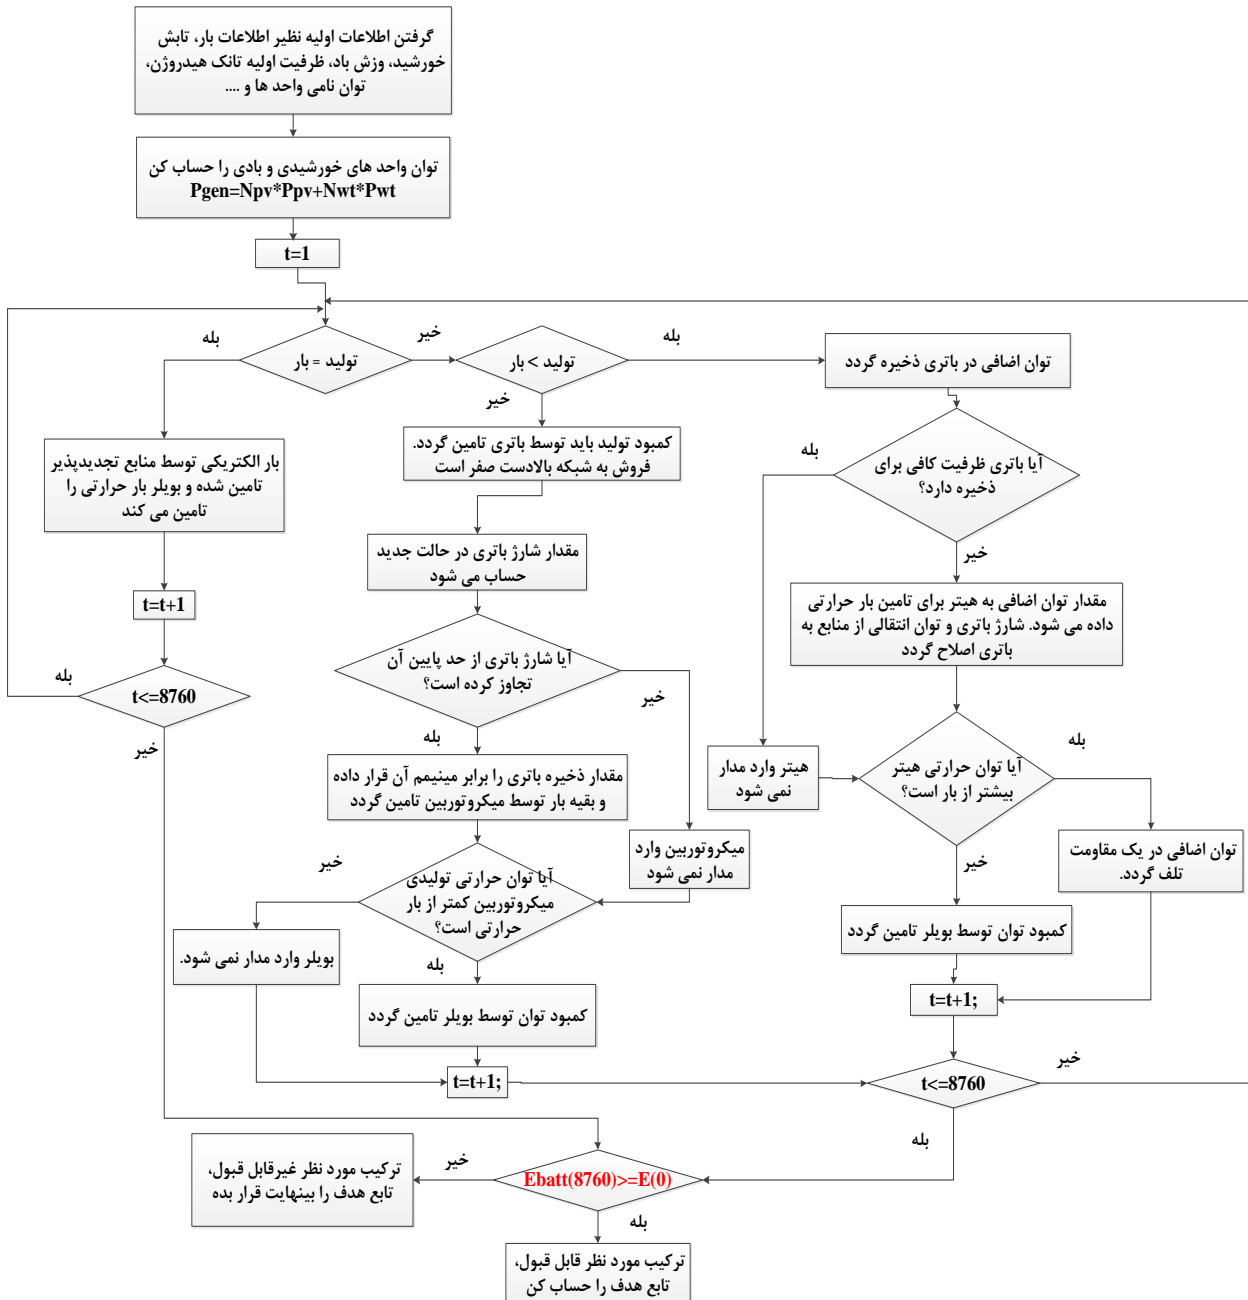 گرفتن اطلاعات اولیه نظیر اطلاعات بار، تابش
خورشید، وزش باد، ظرفیت اولیه تانک هیدروژن،
توان نامی واحد ها و ....
توان واحد های خورشیدی و بادی را حساب کن
Pgen=Npv*Ppv+Nwt*Pwt
t=1
بله
تولید = بار
خیر
تولید > بار
بله
خیر
توان اضافی در باتری ذخیره گردد
بار الکتریکی توسط منابع تجدیدپذیر
تامین شده و بویلر بار حرارتی را
تامین می کند
t=t+1
بله
t<=8760
خیر
کمبود تولید باید توسط باتری تامین گردد.
فروش به شبکه بالادست صفر است
مقدار شارژ باتری در حالت جدید
حساب می شود
آیا شارژ باتری از حد پایین آن
تجاوز کرده است؟
خیر
بله
مقدار ذخیره باتری را برابر مینیمم آن قرار داده
و بقیه بار توسط میکروتوربین تامین گردد
میکروتوربین وارد
مدار نمی شود
آیا توان حرارتی تولیدی
میکروتوربین کمتر از بار
حرارتی است؟
خیر
بله
بویلر وارد مدار نمی شود.
کمبود توان توسط بویلر تامین گردد
t=t+1;
آیا باتری ظرفیت کافی برای
ذخیره دارد؟
بله
خیر
مقدار توان اضافی به هیتر برای تامین بار حرارتی
داده می شود. شارژ باتری و توان انتقالی از منابع به
باتری اصلاح گردد
هیتر وارد مدار
نمی شود
آیا توان حرارتی هیتر
بیشتر از بار است؟
بله
خیر
توان اضافی در یک مقاومت
تلف گردد.
کمبود توان توسط بویلر تامین گردد
t=t+1;
t<=8760
خیر
بله
Ebatt(8760)>=E(0)
خیر
بله
ترکیب مورد نظر غیرقابل قبول،
تابع هدف را بینهایت قرار بده
ترکیب مورد نظر قابل قبول،
تابع هدف را حساب کن